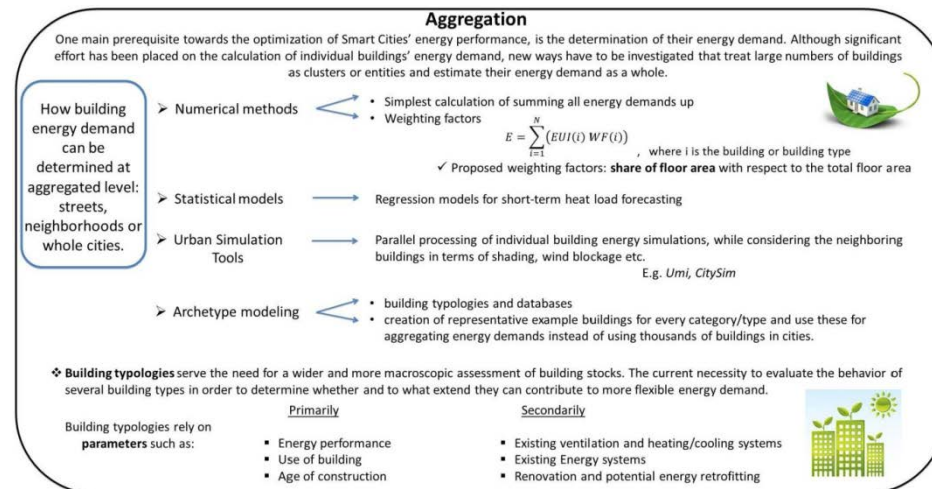 Aggregation
One main prerequisite towards the optimization of Smart Cities' energy performance, is the determination of their energy demand. Although significant
effort has been placed on the calculation of individual buildings' energy demand, new ways have to be investigated that treat large numbers of buildings
as clusters or entities and estimate their energy demand as a whole.
How building
energy demand
can be
determined at
aggregated level:
streets,
neighborhoods or
whole cities.
➢ Numerical methods
• Simplest calculation of summing all energy demands up
• Weighting factors
E = \sum_{i=1}^{N} (EUI(i) WF(i)) , where i is the building or building type
✓ Proposed weighting factors: share of floor area with respect to the total floor area
➢ Statistical models
Regression models for short-term heat load forecasting
➢ Urban Simulation
Tools
Parallel processing of individual building energy simulations, while considering the neighboring
buildings in terms of shading, wind blockage etc.
E.g. Umi, CitySim
➢ Archetype modeling
• building typologies and databases
• creation of representative example buildings for every category/type and use these for
aggregating energy demands instead of using thousands of buildings in cities.
❖ Building typologies serve the need for a wider and more macroscopic assessment of building stocks. The current necessity to evaluate the behavior of
several building types in order to determine whether and to what extend they can contribute to more flexible energy demand.
Building typologies rely on
parameters such as:
Primarily
▪ Energy performance
▪ Use of building
▪ Age of construction
Secondarily
▪ Existing ventilation and heating/cooling systems
▪ Existing Energy systems
▪ Renovation and potential energy retrofitting